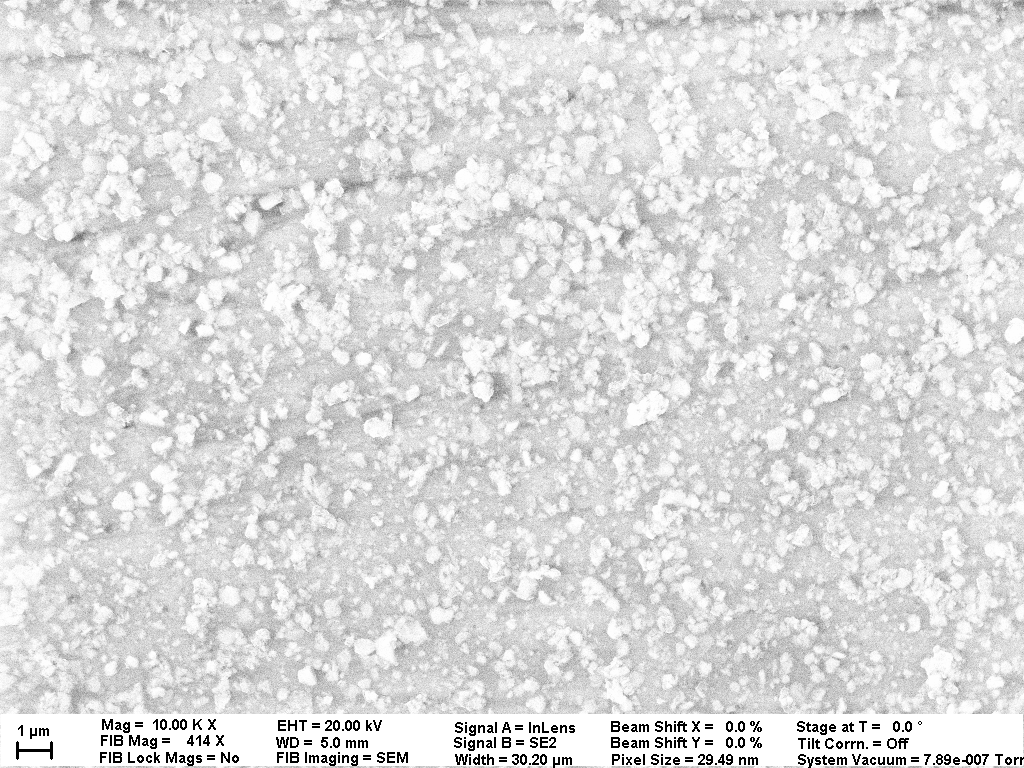 1 µm
Mag = 10.00 K X
FIB Mag = 414 X
FIB Lock Mags = No
EHT = 20.00 kV
WD = 5.0 mm
FIB Imaging = SEM
Signal A = InLens
Signal B = SE2
Width = 30.20 µm
Beam Shift X = 0.0 %
Beam Shift Y = 0.0 %
Pixel Size = 29.49 nm
Stage at T = 0.0 °
Tilt Corrn. = Off
System Vacuum = 7.89e-007 Torr